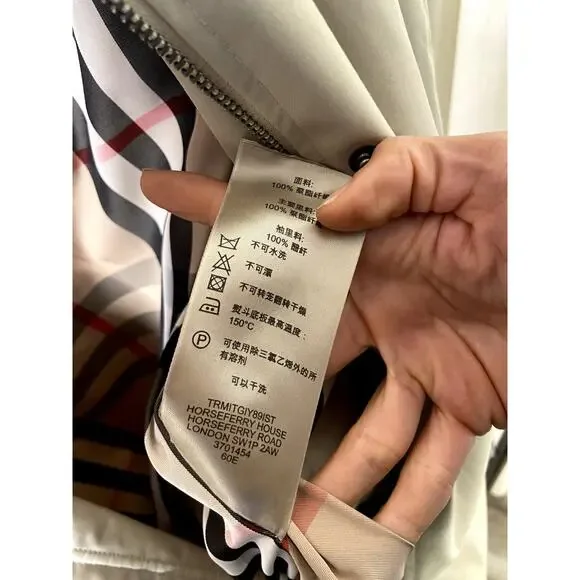 面料:
100% 聚酯纤维
主要里料:
100% 聚酯纤
袖里料:
100% 醋纤
不可水洗
不可漂
不可转笼翻转干燥
熨斗底板最高温度:
150°C
P
可使用除三氯乙烯外的所
有溶剂
可以干洗
TRMITGIY89IST
HORSEFERRY HOUSE
HORSEFERRY ROAD
LONDON SW1P 2AW
3701454
60E